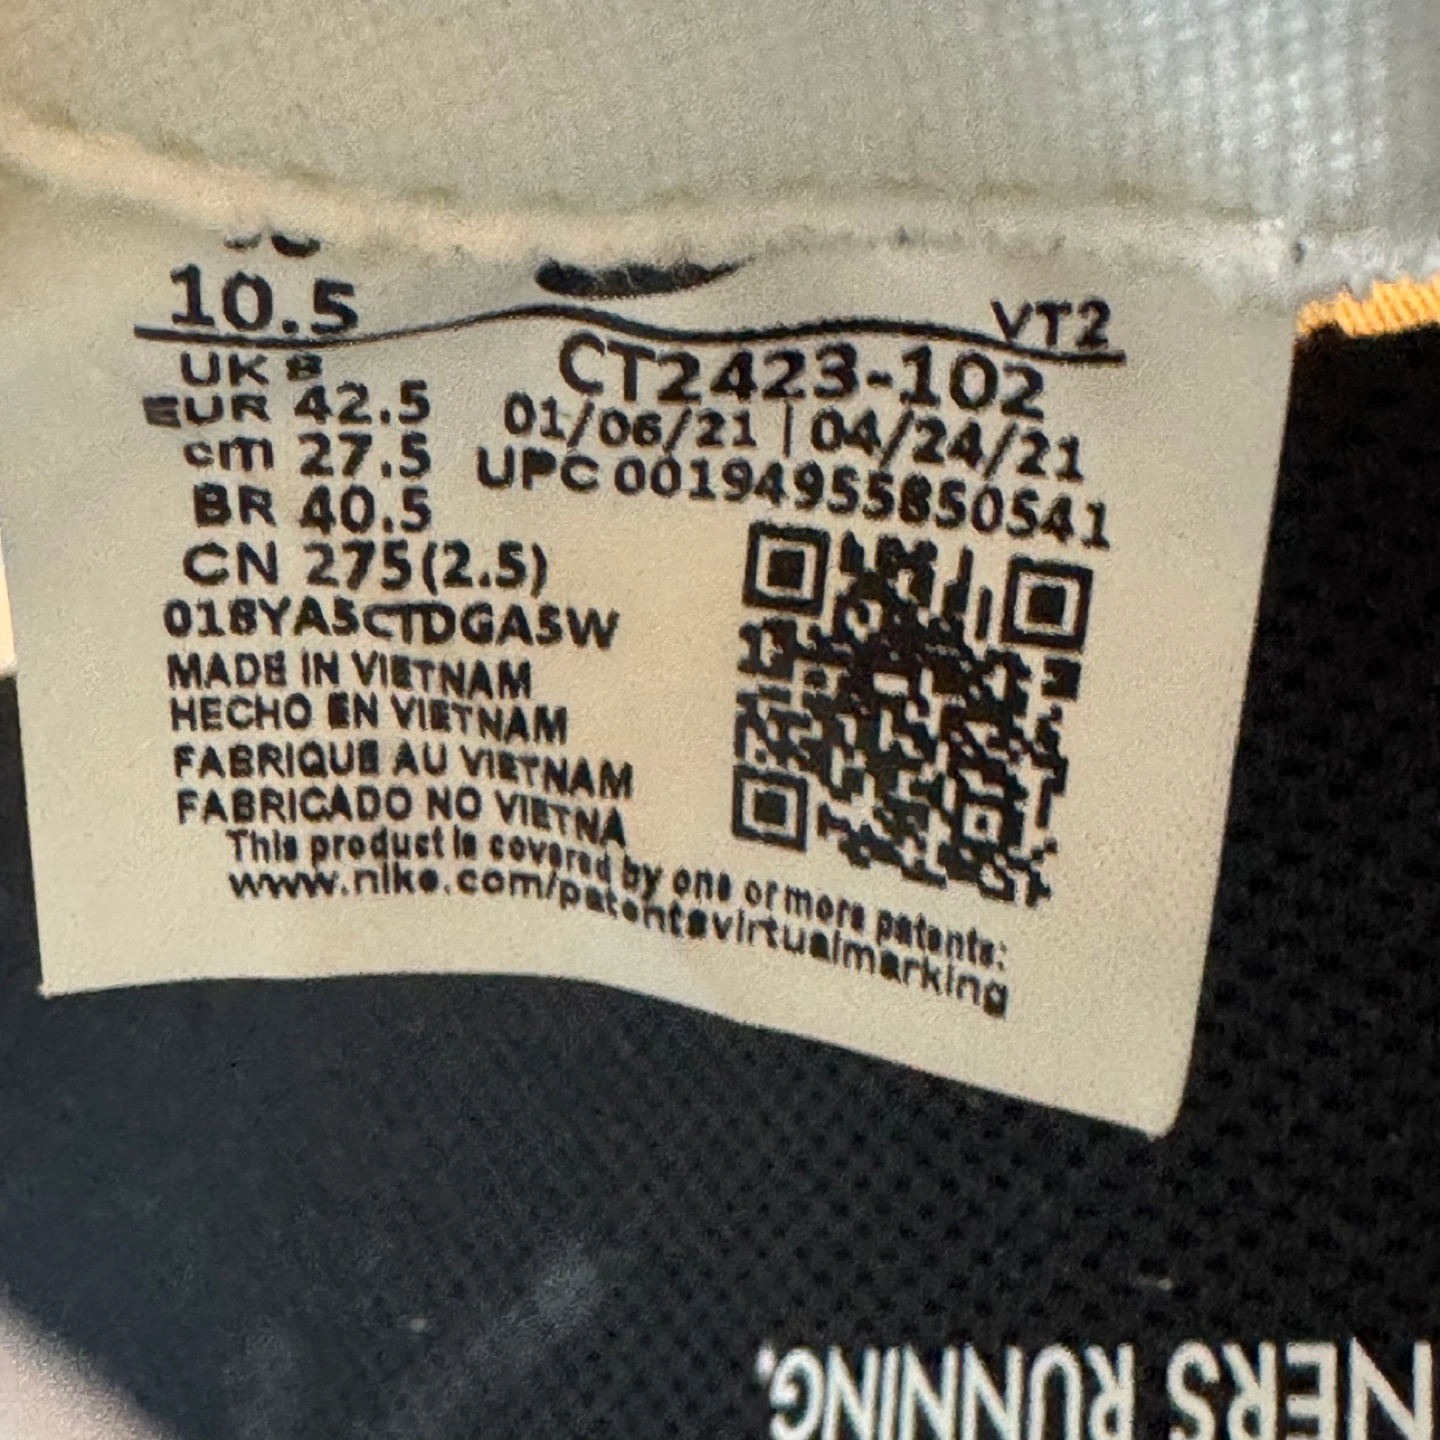 10.5
VT2
UK 8
EUR 42.5
cm 27.5
BR 40.5
CN 275(2.5)
CT2423-102
01/06/21 | 04/24/21
UPC 00194955850541
018YA5CTDGA5W
MADE IN VIETNAM
HECHO EN VIETNAM
FABRIQUE AU VIETNAM
FABRICADO NO VIETNA
This product is covered by one or more patents:
www.nike.com/patentsvirtualmarking
NERS RUNNING.